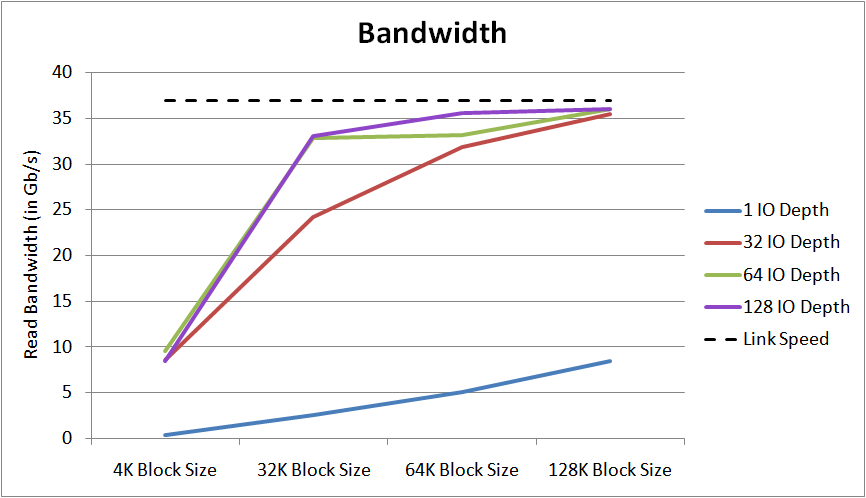 Bandwidth
Read Bandwidth (in Gb/s)
40
35
30
25
20
15
10
5
0
4K Block Size
32K Block Size
64K Block Size
128K Block Size
1 IO Depth
32 IO Depth
64 IO Depth
128 IO Depth
Link Speed